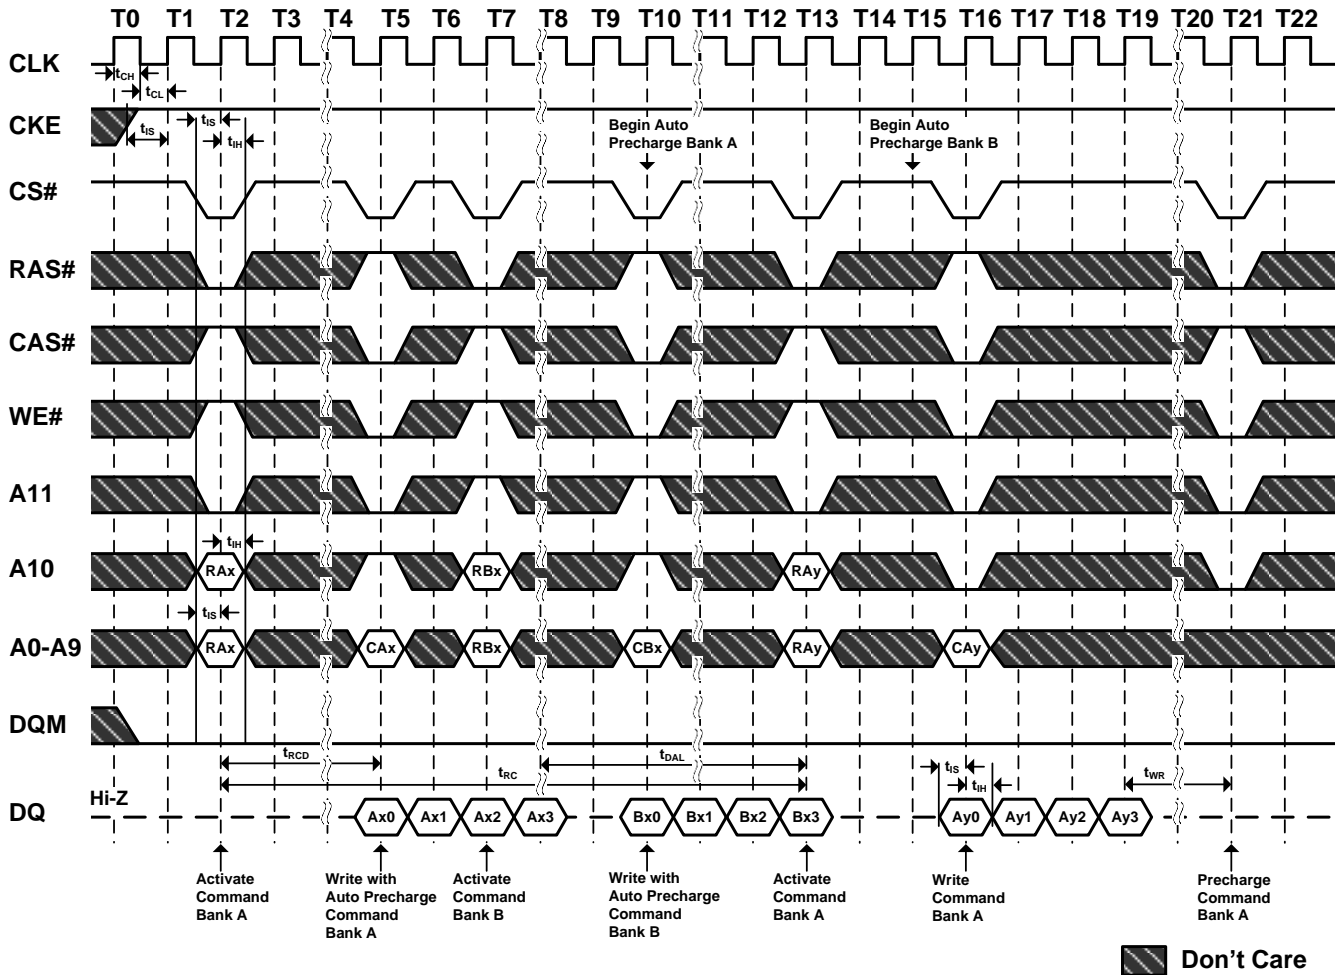 T0 T1 T2 T3 T4 T5 T6 T7 T8 T9 T10 T11 T12 T13 T14 T15 T16 T17 T18 T19 T20 T21 T22
CLK
tCH
tCL
CKE
tIS
tIS
tIH
Begin Auto
Precharge Bank A
Begin Auto
Precharge Bank B
CS#
RAS#
CAS#
WE#
A11
tIH
A10 RAx RBx RAy
tIS
A0-A9 RAx CAx RBx CBx RAy CAy
DQM
tRCD tDAL
tRC
tIS
tIH
tWR
Hi-Z
DQ Ax0 Ax1 Ax2 Ax3 Bx0 Bx1 Bx2 Bx3 Ay0 Ay1 Ay2 Ay3
Activate
Command
Bank A
Write with
Auto Precharge
Command
Bank A
Activate
Command
Bank B
Write with
Auto Precharge
Command
Bank B
Activate
Command
Bank A
Write
Command
Bank A
Precharge
Command
Bank A
Don't Care